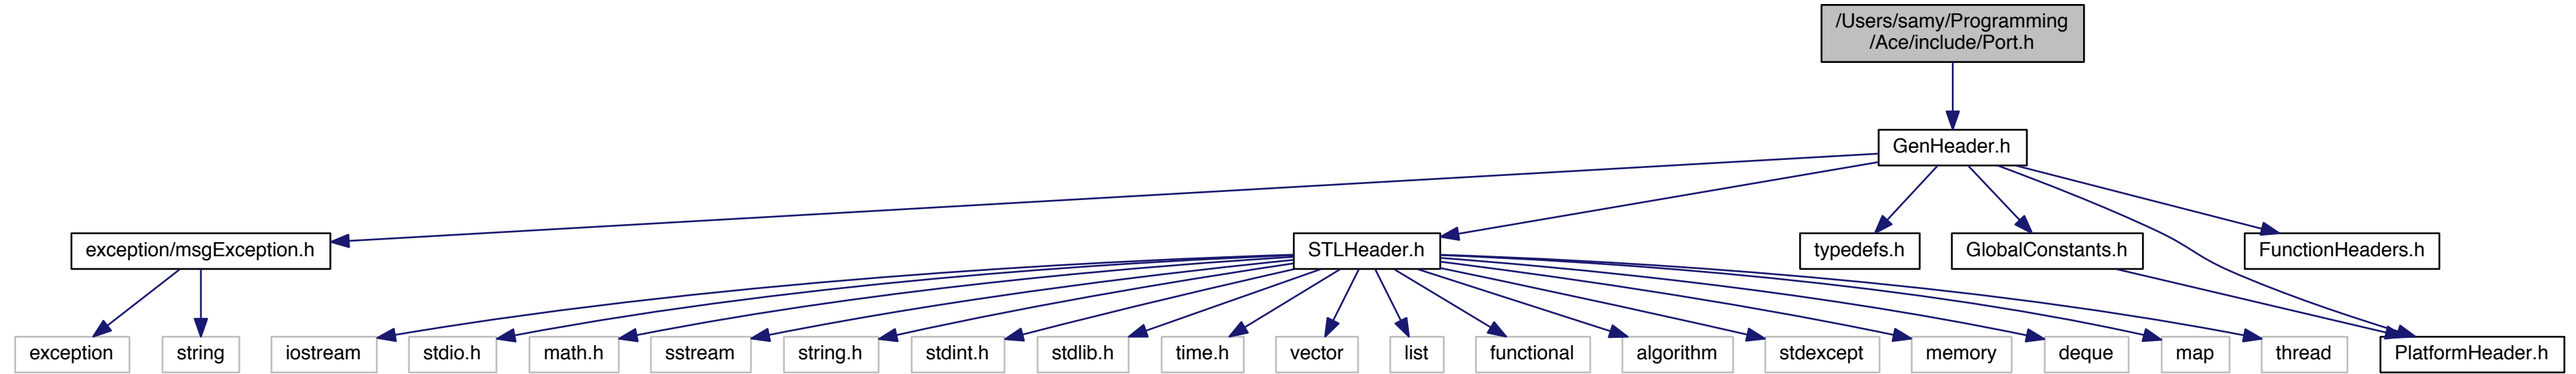 /Users/samy/Programming
/Ace/include/Port.h
GenHeader.h
exception/msgException.h
STLHeader.h
typedefs.h
GlobalConstants.h
FunctionHeaders.h
exception
string
iostream
stdio.h
math.h
sstream
string.h
stdint.h
stdlib.h
time.h
vector
list
functional
algorithm
stdexcept
memory
deque
map
thread
PlatformHeader.h